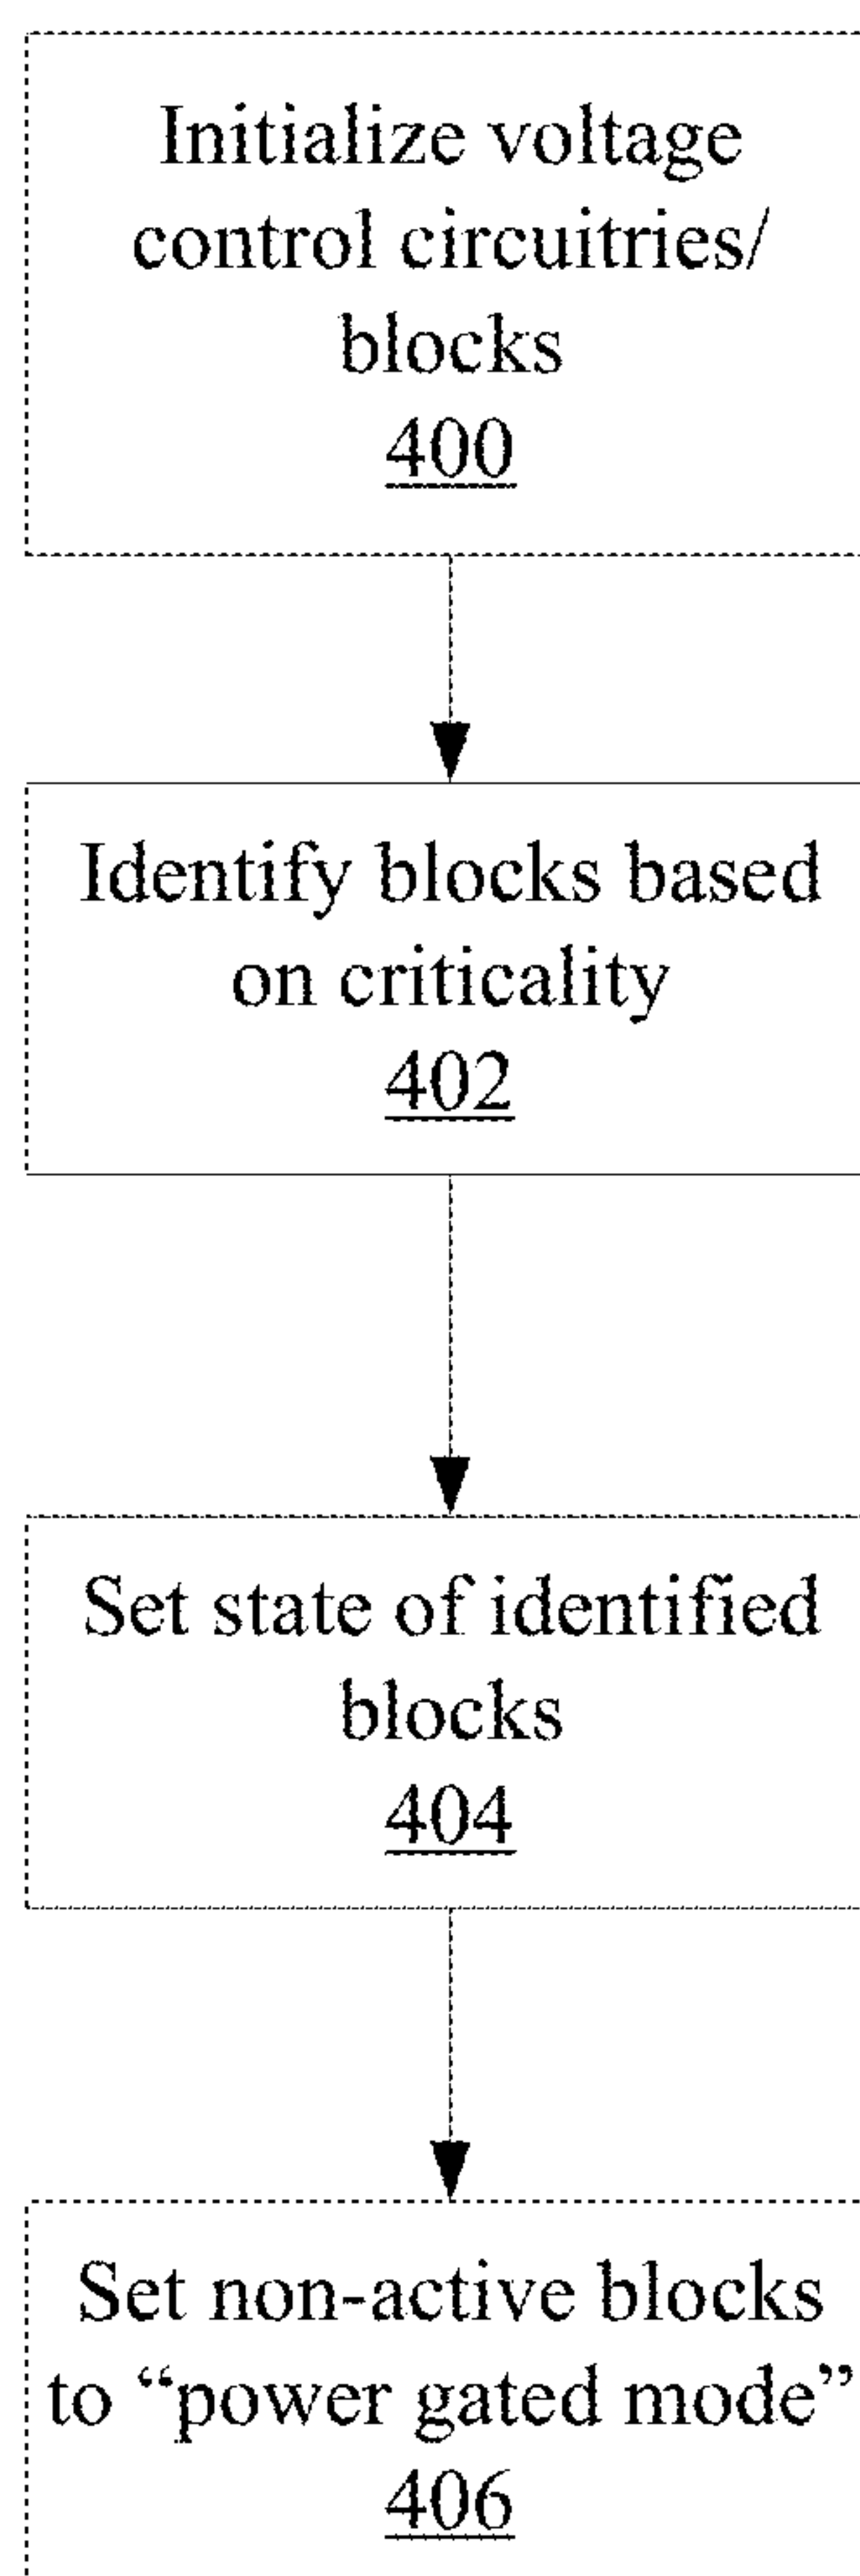 Initialize voltage
control circuitries/
blocks
400
Identify blocks based
on criticality
402
Set state of identified
blocks
404
Set non-active blocks
to “power gated mode”
406